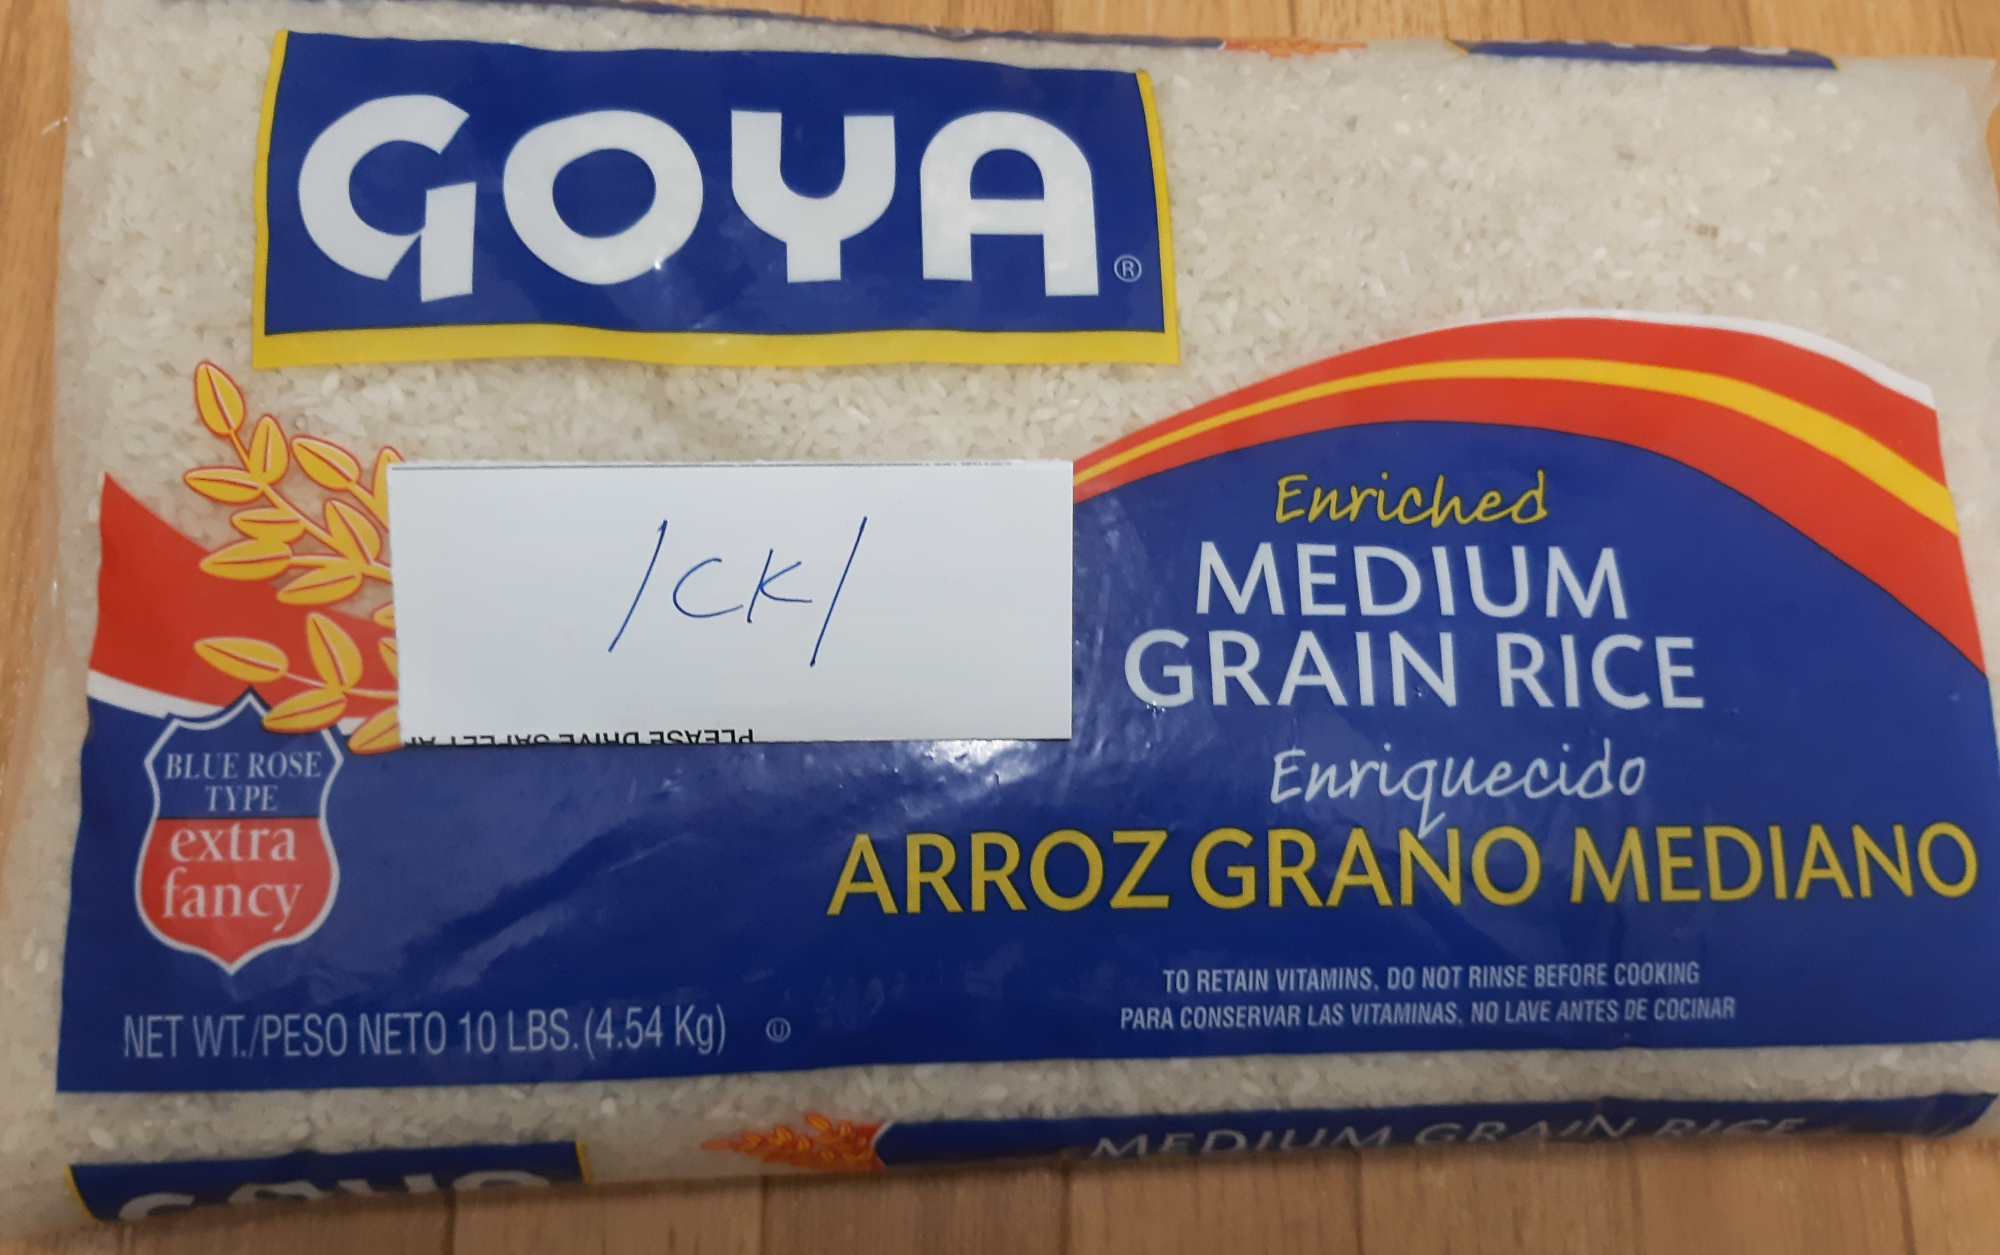 GOYA®
/CK/
Enriched
MEDIUM
GRAIN RICE
Enriquecido
ARROZ GRANO MEDIANO
BLUE ROSE
TYPE
extra
fancy
TO RETAIN VITAMINS, DO NOT RINSE BEFORE COOKING
PARA CONSERVAR LAS VITAMINAS, NO LAVE ANTES DE COCINAR
NET WT./PESO NETO 10 LBS. (4.54 Kg) Ⓤ
MEDIUM GRAIN RICE